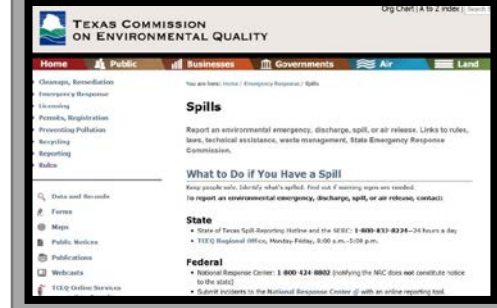 Org Chart | A to Z Index |
TEXAS COMMISSION
ON ENVIRONMENTAL QUALITY
Home
Public
Businesses
Governments
Air
Land
Cleanups, Remediation
Emergency Response
Licensing
Permits, Registration
Preventing Pollution
Recycling
Reporting
Rules
Data and Records
Forms
Maps
Public Notices
Publications
Webcasts
TCEQ Online Services
You are here: Home / Emergency Response / Spills
Spills
Report an environmental emergency, discharge, spill, or air release. Links to rules,
laws, technical assistance, waste management, State Emergency Response
Commission.
What to Do if You Have a Spill
Keep people safe. Identify what's spilled. Find out if warning signs are needed.
To report an environmental emergency, discharge, spill, or air release, contact:
State
• State of Texas Spill-Reporting Hotline and the SERC: 1-800-832-8224—24 hours a day
• TCEQ Regional Office, Monday-Friday, 8:00 a.m.-5:00 p.m.
Federal
• National Response Center: 1-800-424-8802 (notifying the NRC does not constitute notice
to the state)
• Submit incidents to the National Response Center with an online reporting tool.